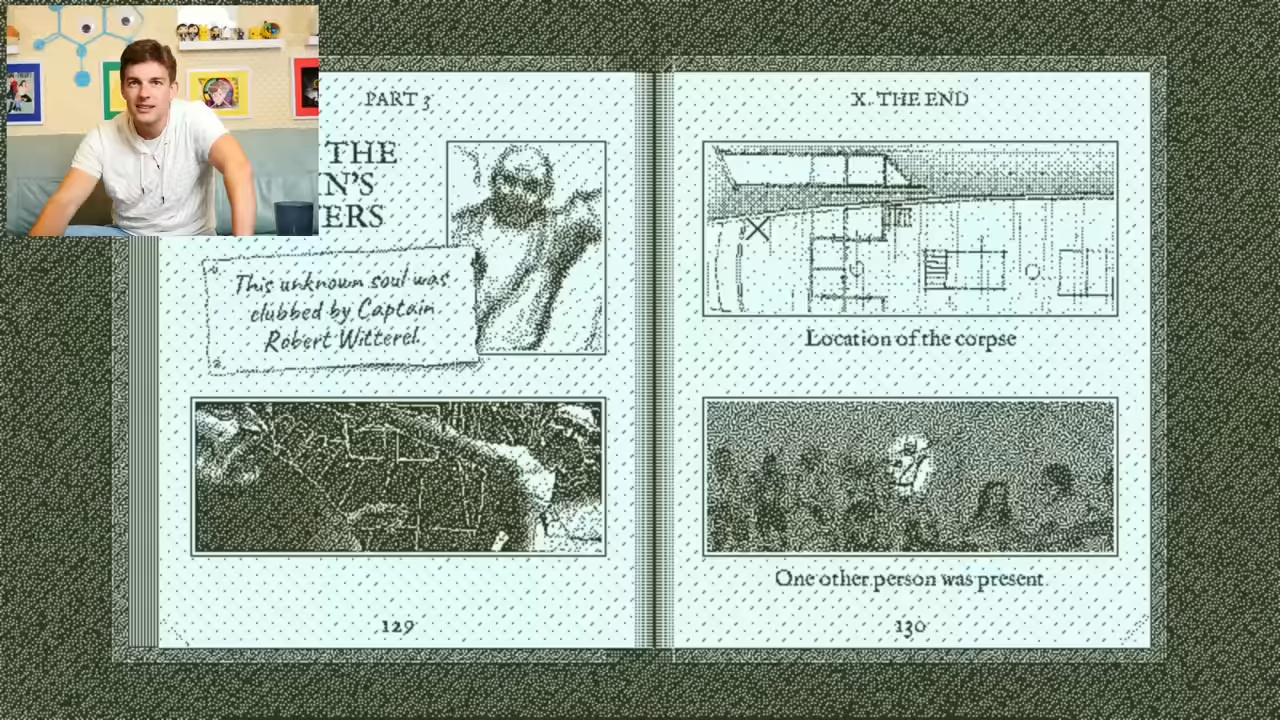 PART 3
THE
IN'S
ERS
This unknown soul was
clubbed by Captain
Robert Witterel.
129
X. THE END
Location of the corpse
One other person was present
130